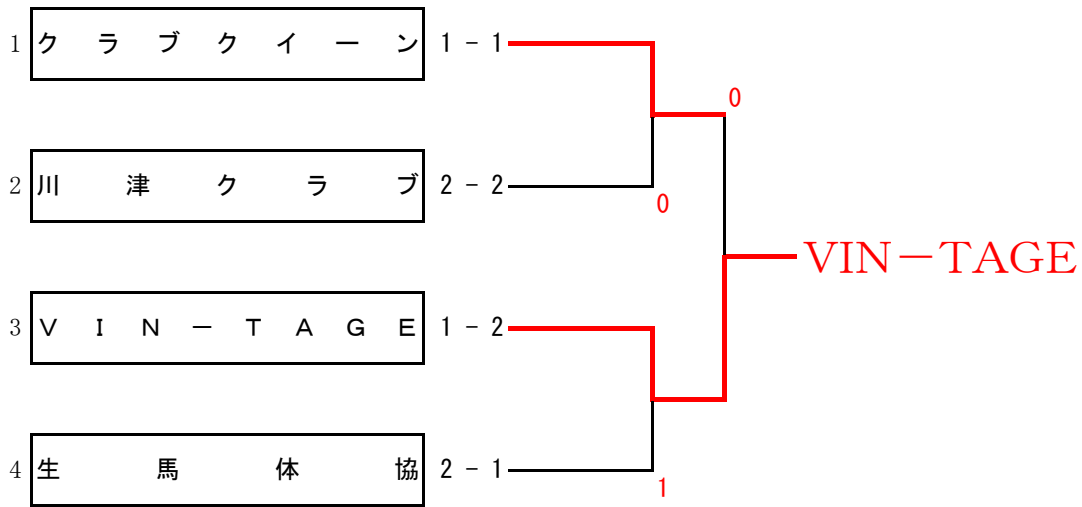 1 クラブクイーン 1-1
0
2 川津クラブ 2-2
0
VIN-TAGE
3 VIN-TAGE 1-2
4 生馬体協 2-1
1